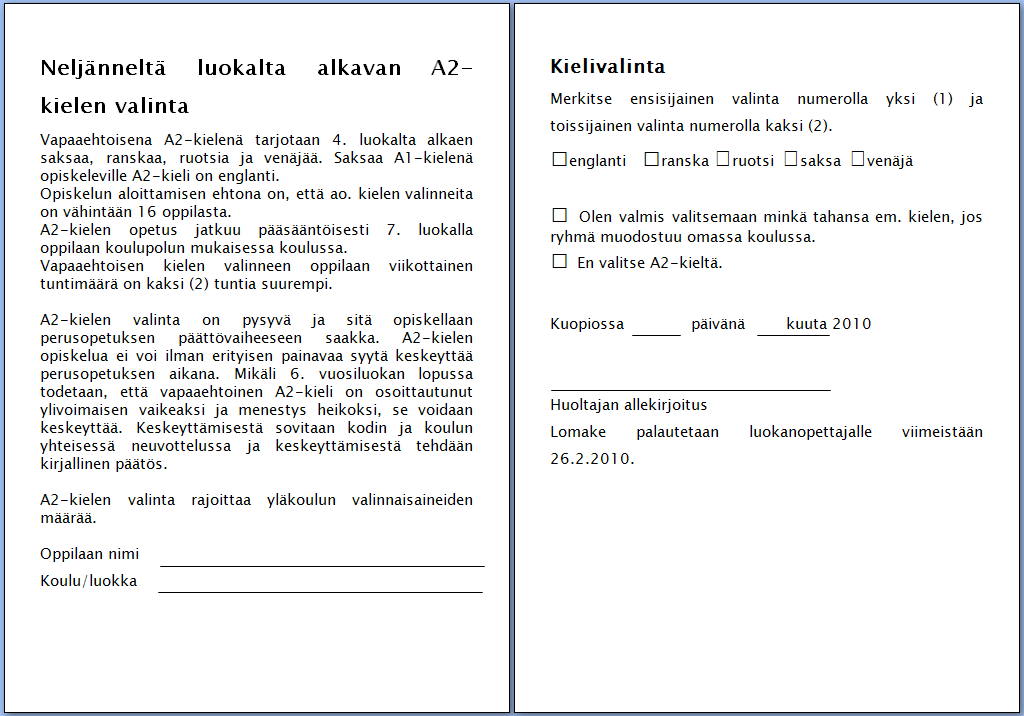 Neljänneltä luokalta alkavan A2-
kielen valinta
Vapaaehtoisena A2-kielenä tarjotaan 4. luokalta alkaen
saksaa, ranskaa, ruotsia ja venäjää. Saksaa A1-kielenä
opiskeleville A2-kieli on englanti.
Opiskelun aloittamisen ehtona on, että ao. kielen valinneita
on vähintään 16 oppilasta.
A2-kielen opetus jatkuu pääsääntöisesti 7. luokalla
oppilaan koulupolun mukaisessa koulussa.
Vapaaehtoisen kielen valinneen oppilaan viikottainen
tuntimäärä on kaksi (2) tuntia suurempi.
A2-kielen valinta on pysyvä ja sitä opiskellaan
perusopetuksen päättövaiheeseen saakka. A2-kielen
opiskelua ei voi ilman erityisen painavaa syytä keskeyttää
perusopetuksen aikana. Mikäli 6. vuosiluokan lopussa
todetaan, että vapaaehtoinen A2-kieli on osoittautunut
ylivoimaisen vaikeaksi ja menestys heikoksi, se voidaan
keskeyttää. Keskeyttämisestä sovitaan kodin ja koulun
yhteisessä neuvottelussa ja keskeyttämisestä tehdään
kirjallinen päätös.
A2-kielen valinta rajoittaa yläkoulun valinnaisaineiden
määrää.
Oppilaan nimi
Koulu/luokka
Kielivalinta
Merkitse ensisijainen valinta numerolla yksi (1) ja
toissijainen valinta numerolla kaksi (2).
☐englanti ☐ranska ☐ruotsi ☐saksa ☐venäjä
☐ Olen valmis valitsemaan minkä tahansa em. kielen, jos
ryhmä muodostuu omassa koulussa.
☐ En valitse A2-kieltä.
Kuopiossa ______ päivänä ______ kuuta 2010
Huoltajan allekirjoitus
Lomake palautetaan luokanopettajalle viimeistään
26.2.2010.